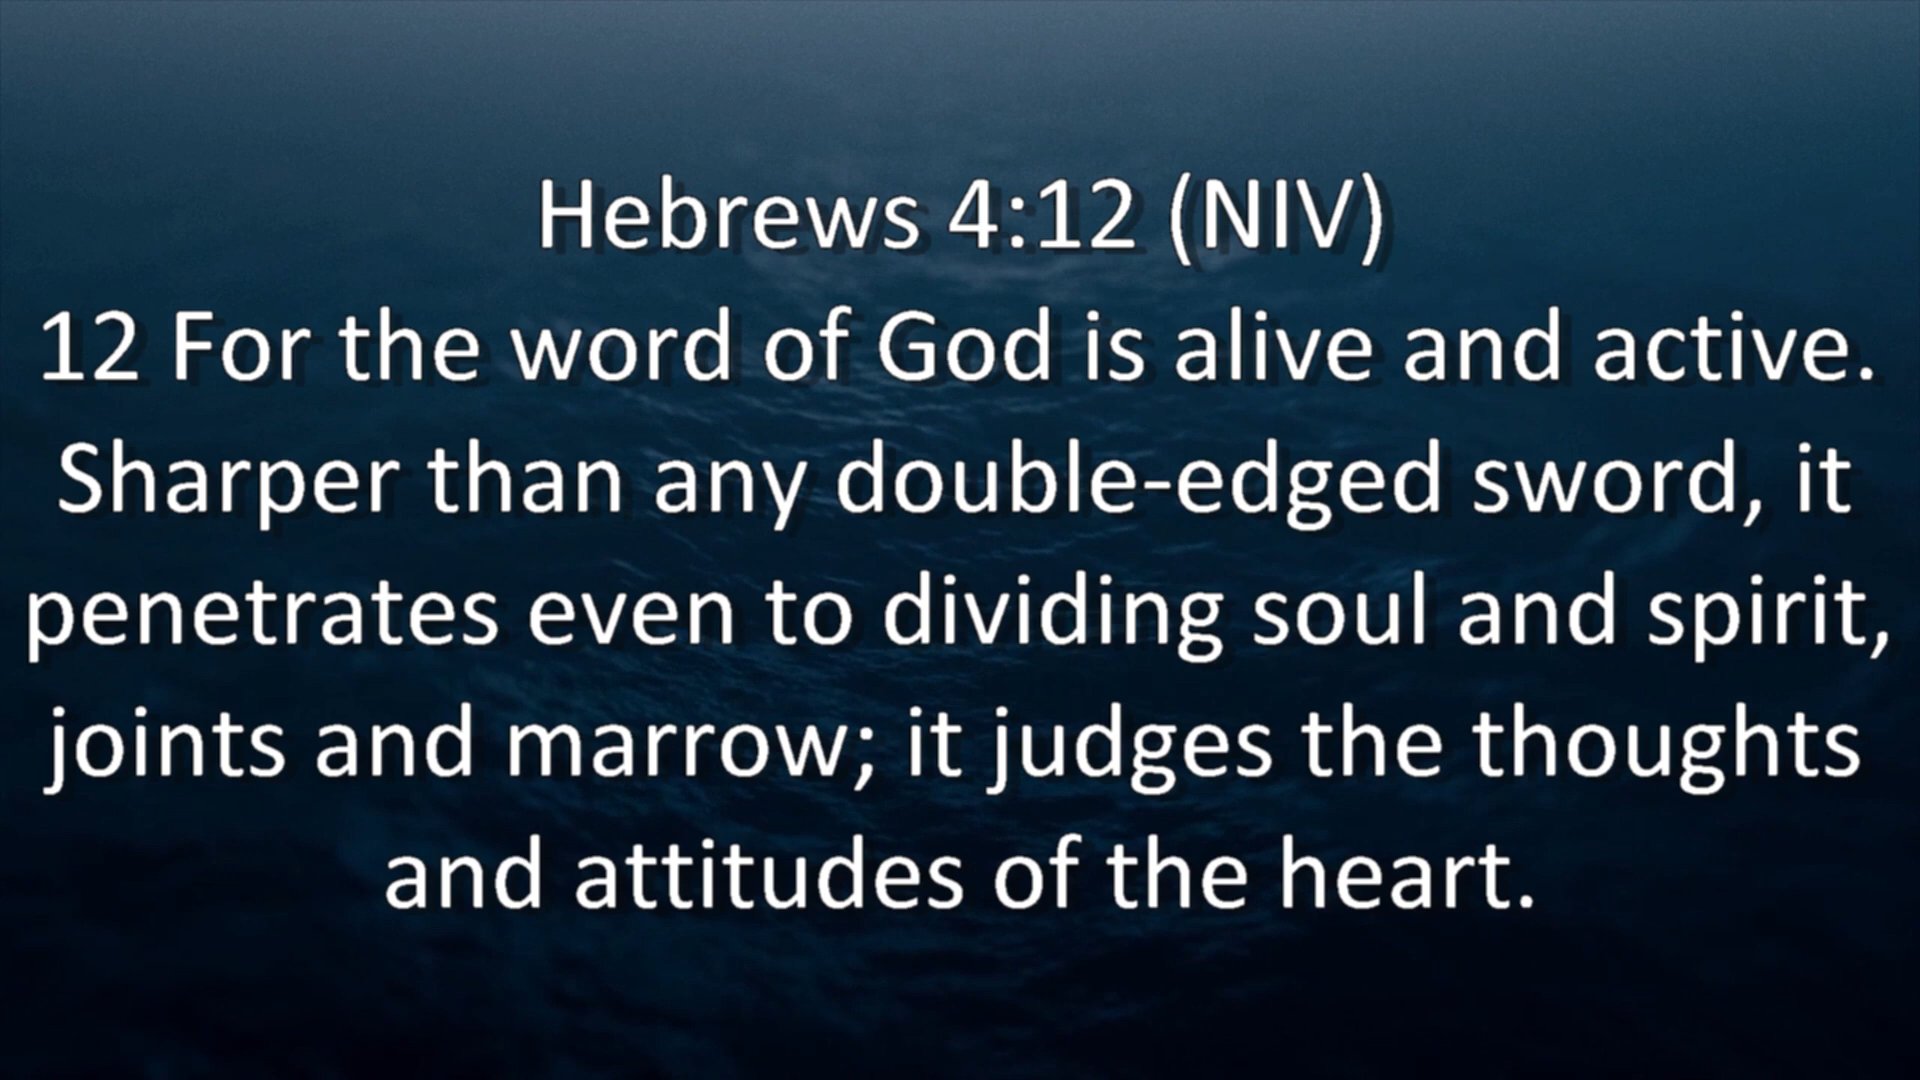 Hebrews 4:12 (NIV)
12 For the word of God is alive and active.
Sharper than any double-edged sword, it
penetrates even to dividing soul and spirit,
joints and marrow; it judges the thoughts
and attitudes of the heart.